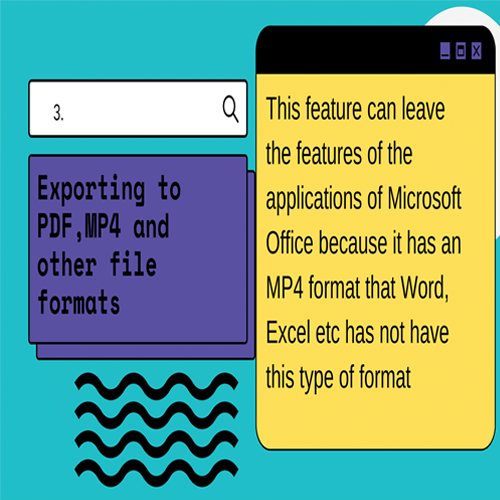 3.
Exporting to
PDF,MP4 and
other file
formats
This feature can leave
the features of the
applications of Microsoft
Office because it has an
MP4 format that Word,
Excel etc has not have
this type of format